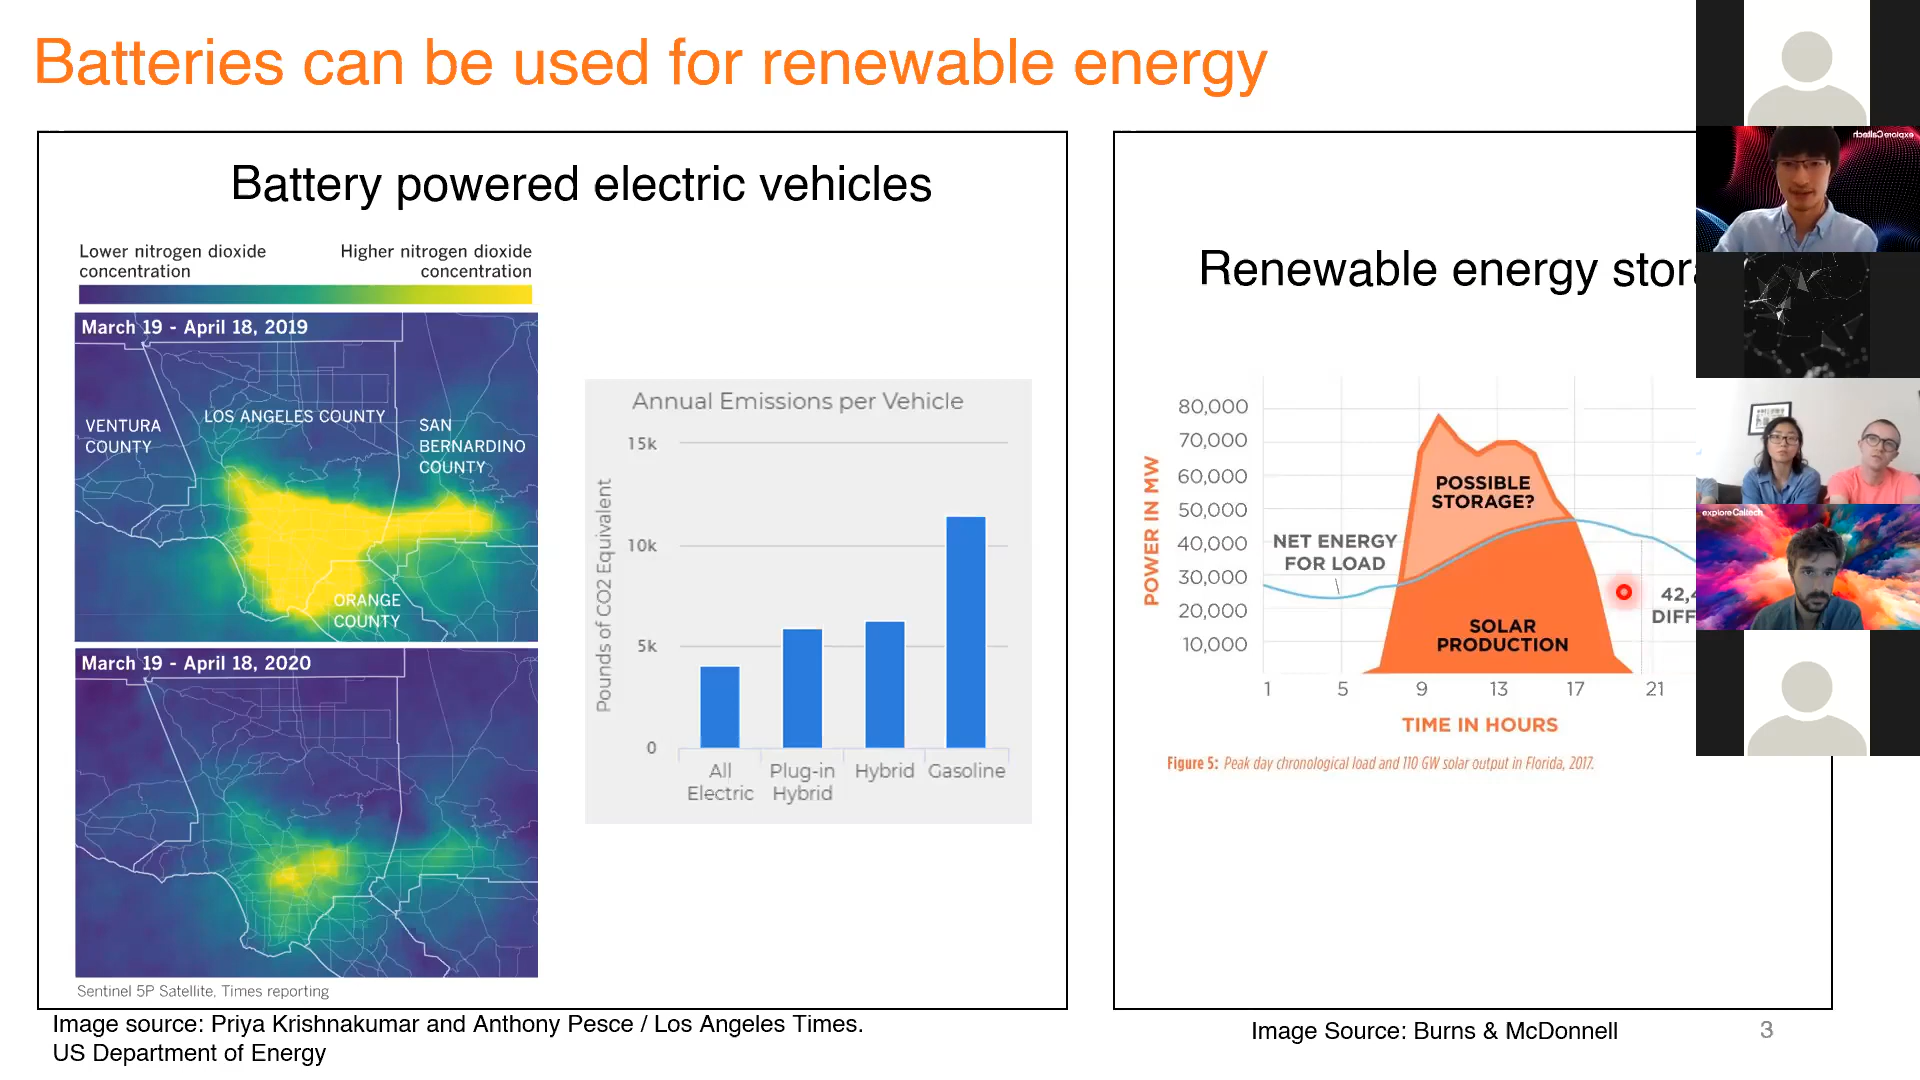 Batteries can be used for renewable energy
Battery powered electric vehicles
Lower nitrogen dioxide
concentration
Higher nitrogen dioxide
concentration
March 19 - April 18, 2019
VENTURA
COUNTY
LOS ANGELES COUNTY
SAN
BERNARDINO
COUNTY
ORANGE
COUNTY
March 19 - April 18, 2020
Sentinel 5P Satellite, Times reporting
Annual Emissions per Vehicle
Pounds of CO2 Equivalent
15k
10k
5k
0
All
Electric
Plug-in
Hybrid
Hybrid
Gasoline
Image source: Priya Krishnakumar and Anthony Pesce / Los Angeles Times.
US Department of Energy
Renewable energy stor
POWER IN MW
80,000
70,000
60,000
50,000
40,000
30,000
20,000
10,000
POSSIBLE
STORAGE?
NET ENERGY
FOR LOAD
SOLAR
PRODUCTION
42,4
DIFF
1 5 9 13 17 21
TIME IN HOURS
Figure 5: Peak day chronological load and 110 GW solar output in Florida, 2017.
Image Source: Burns & McDonnell
3
exploreCaltech
exploreCaltech